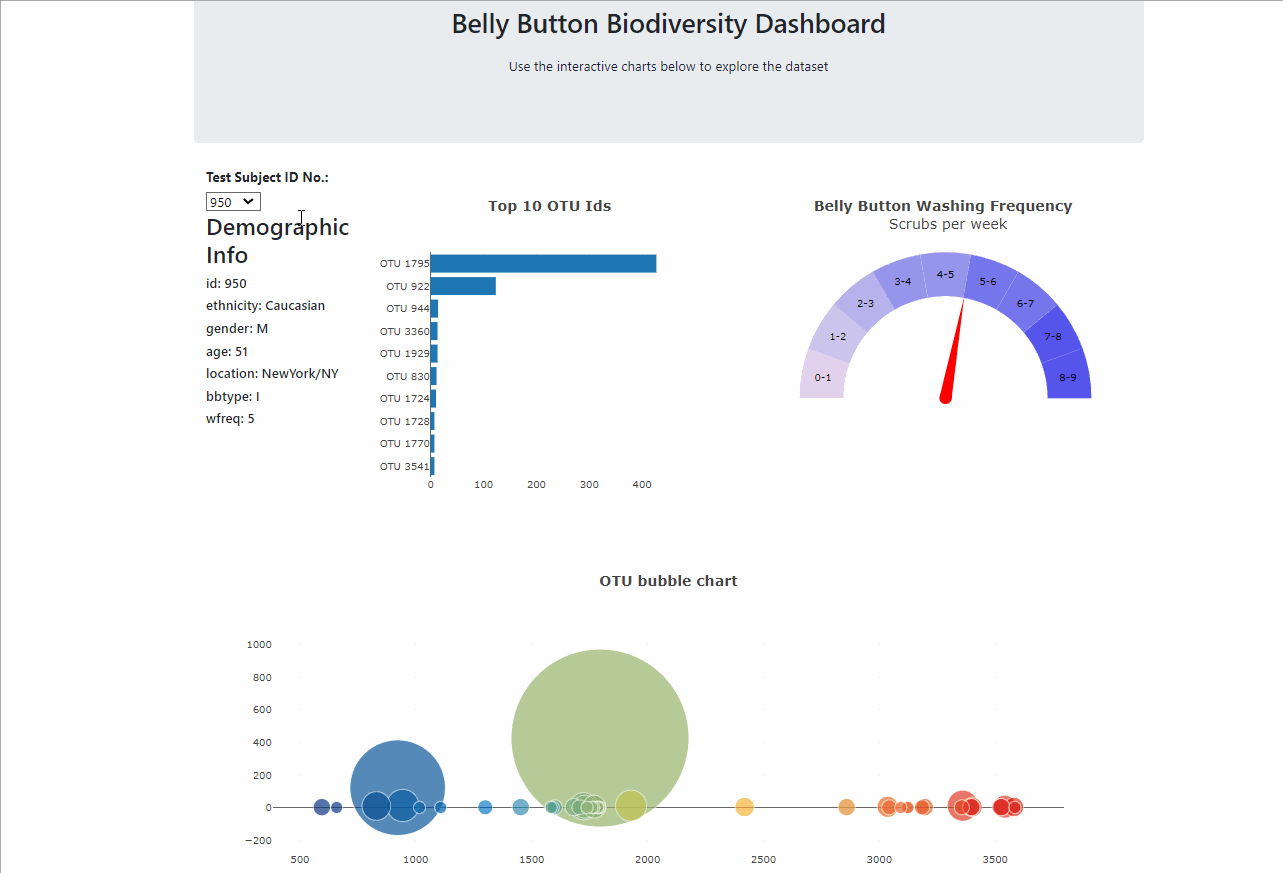 Belly Button Biodiversity Dashboard
Use the interactive charts below to explore the dataset
Test Subject ID No.:
950
Demographic
Info
id: 950
ethnicity: Caucasian
gender: M
age: 51
location: NewYork/NY
bbtype: I
wfreq: 5
Top 10 OTU Ids
OTU 1795
OTU 922
OTU 944
OTU 3360
OTU 1929
OTU 830
OTU 1724
OTU 1728
OTU 1770
OTU 3541
0 100 200 300 400
Belly Button Washing Frequency
Scrubs per week
0-1
1-2
2-3
3-4
4-5
5-6
6-7
7-8
8-9
OTU bubble chart
1000
800
600
400
200
0
−200
500 1000 1500 2000 2500 3000 3500